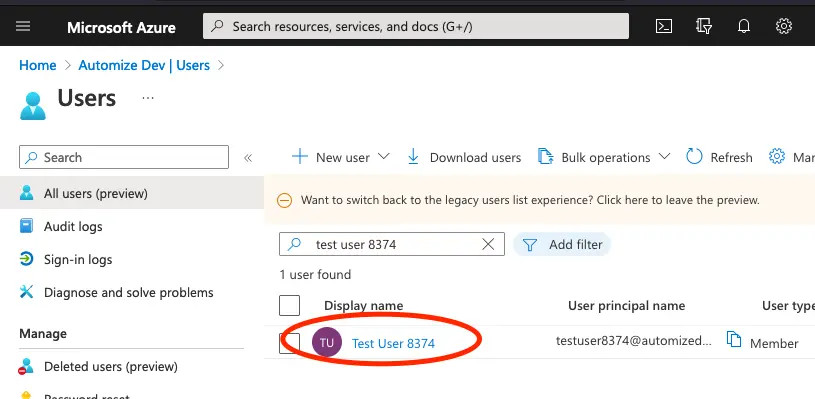 Microsoft Azure
Search resources, services, and docs (G+/)
Home > Automize Dev | Users >
Users ...
Search
«
New user
Download users
Bulk operations
Refresh
Man
All users (preview)
Audit logs
Sign-in logs
Diagnose and solve problems
Manage
Deleted users (preview)
Password reset
Want to switch back to the legacy users list experience? Click here to leave the preview.
test user 8374
Add filter
1 user found
Display name
User principal name
User type
TU
Test User 8374
testuser8374@automized...
Member